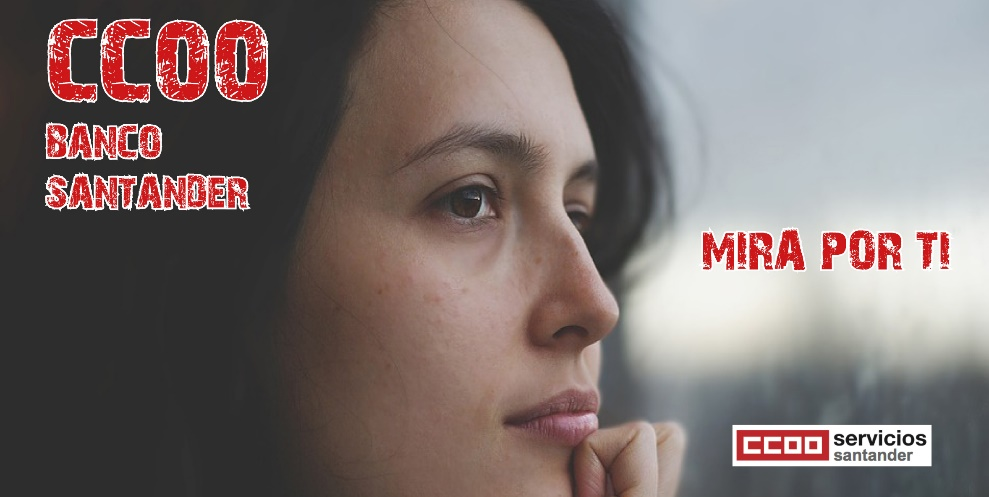 CCOO
BANCO
SANTANDER
MIRA POR TI
CCOO servicios
santander